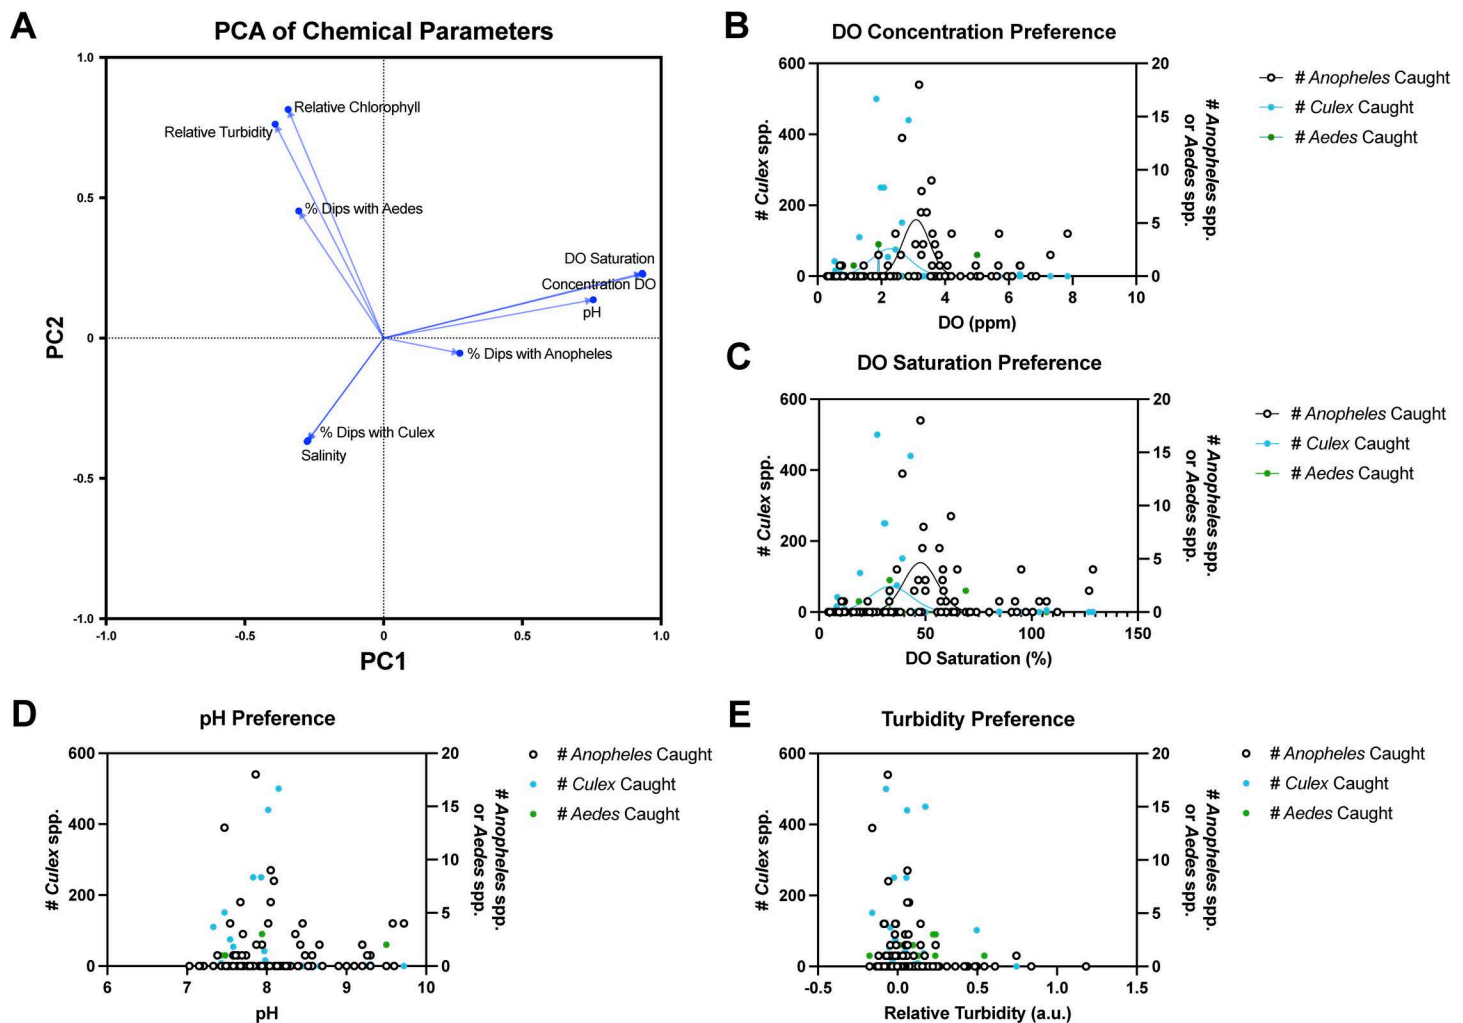 A
PCA of Chemical Parameters
1.0
0.5
0
-0.5
-1.0
PC2
Relative Chlorophyll
Relative Turbidity
% Dips with Aedes
DO Saturation
Concentration DO
pH
% Dips with Anopheles
% Dips with Culex
Salinity
-1.0 -0.5 0 0.5 1.0
PC1
B
DO Concentration Preference
600
400
200
0
# Culex spp.
20
15
10
5
0
# Anopheles spp.
or Aedes spp.
0 2 4 6 8 10
DO (ppm)
# Anopheles Caught
# Culex Caught
# Aedes Caught
C
DO Saturation Preference
600
400
200
0
# Culex spp.
20
15
10
5
0
# Anopheles spp.
or Aedes spp.
0 50 100 150
DO Saturation (%)
# Anopheles Caught
# Culex Caught
# Aedes Caught
D
pH Preference
600
400
200
0
# Culex spp.
20
15
10
5
0
# Anopheles spp.
or Aedes spp.
6 7 8 9 10
pH
# Anopheles Caught
# Culex Caught
# Aedes Caught
E
Turbidity Preference
600
400
200
0
# Culex spp.
20
15
10
5
0
# Anopheles spp.
or Aedes spp.
-0.5 0.0 0.5 1.0 1.5
Relative Turbidity (a.u.)
# Anopheles Caught
# Culex Caught
# Aedes Caught